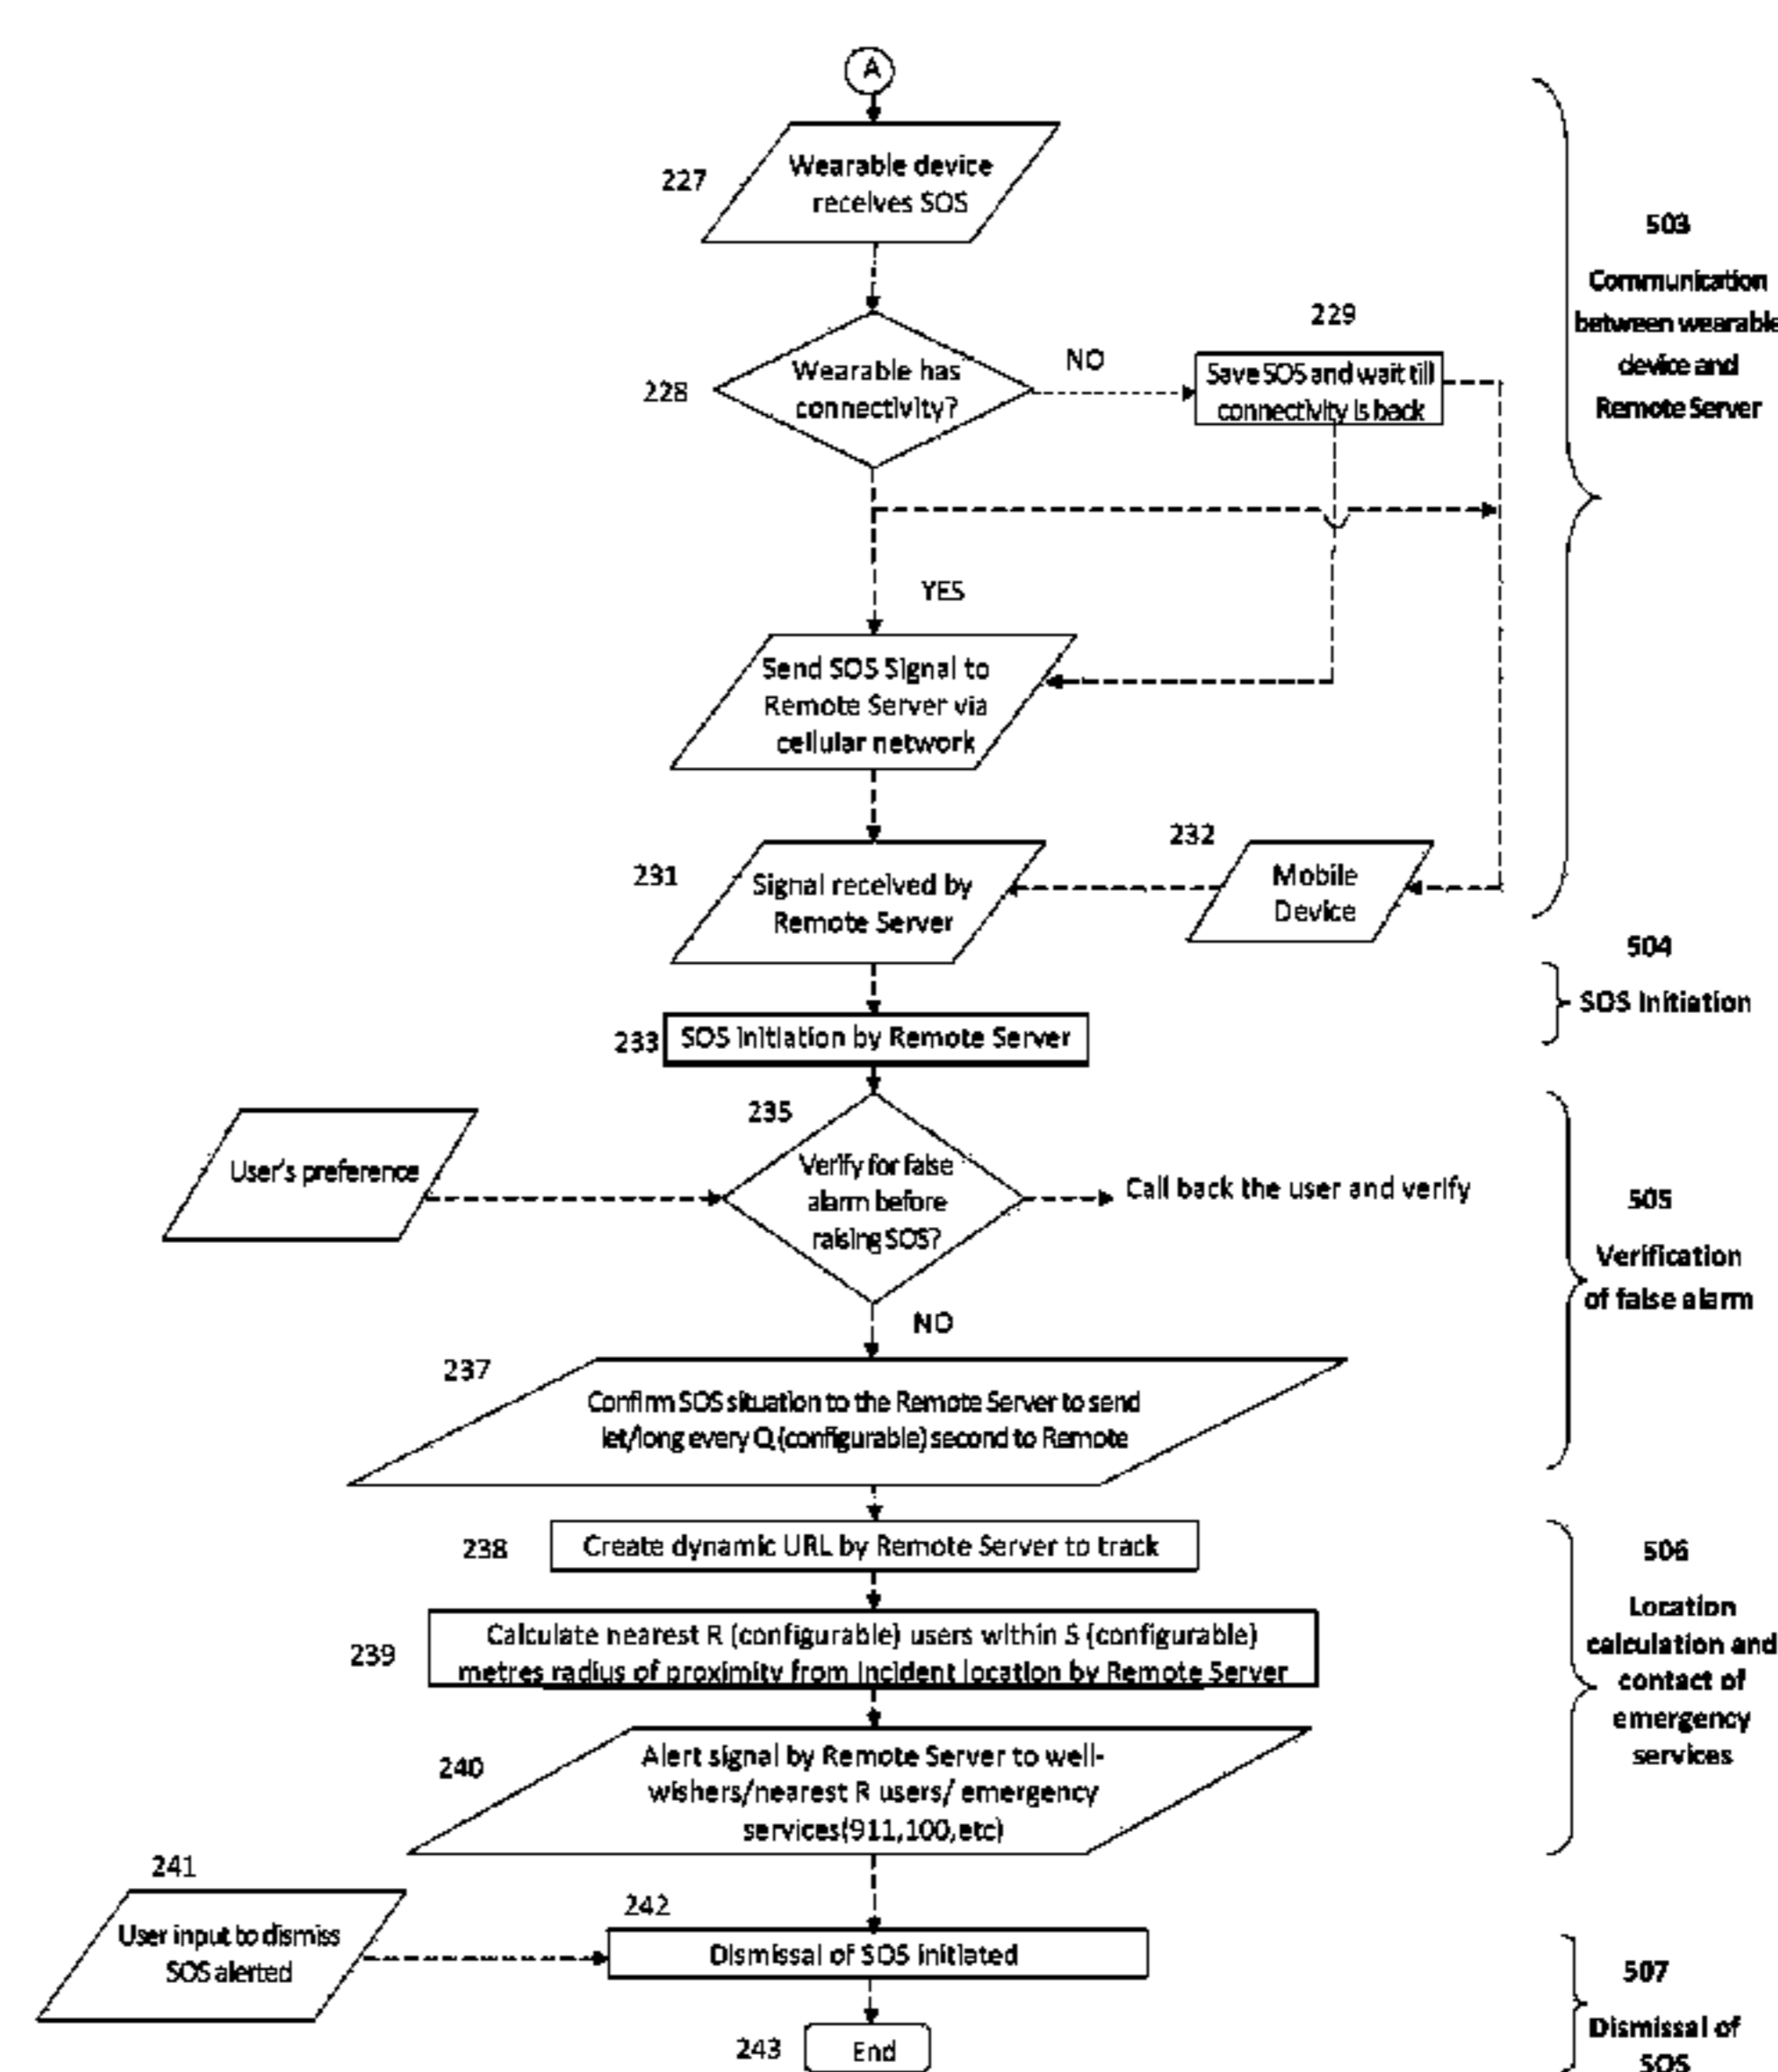 A
227
Wearable device
receives SOS
503
Communication
between wearable
device and
Remote Server
229
228
Wearable has
connectivity?
NO
Save SOS and wait till
connectivity is back
YES
Send SOS Signal to
Remote Server via
cellular network
231
Signal received by
Remote Server
232
Mobile
Device
504
SOS Initiation
233
SOS initiation by Remote Server
235
User's preference
Verify for false
alarm before
raising SOS?
Call back the user and verify
505
Verification
of false alarm
NO
237
Confirm SOS situation to the Remote Server to send
let/long every Q (configurable) second to Remote
238
Create dynamic URL by Remote Server to track
506
Location
calculation and
contact of
emergency
services
239
Calculate nearest R (configurable) users within S (configurable)
metres radius of proximity from incident location by Remote Server
240
Alert signal by Remote Server to well-
wishers/nearest R users/ emergency
services(911,100,etc)
241
User input to dismiss
SOS alerted
242
Dismissal of SOS initiated
507
Dismissal of
SOS
243
End